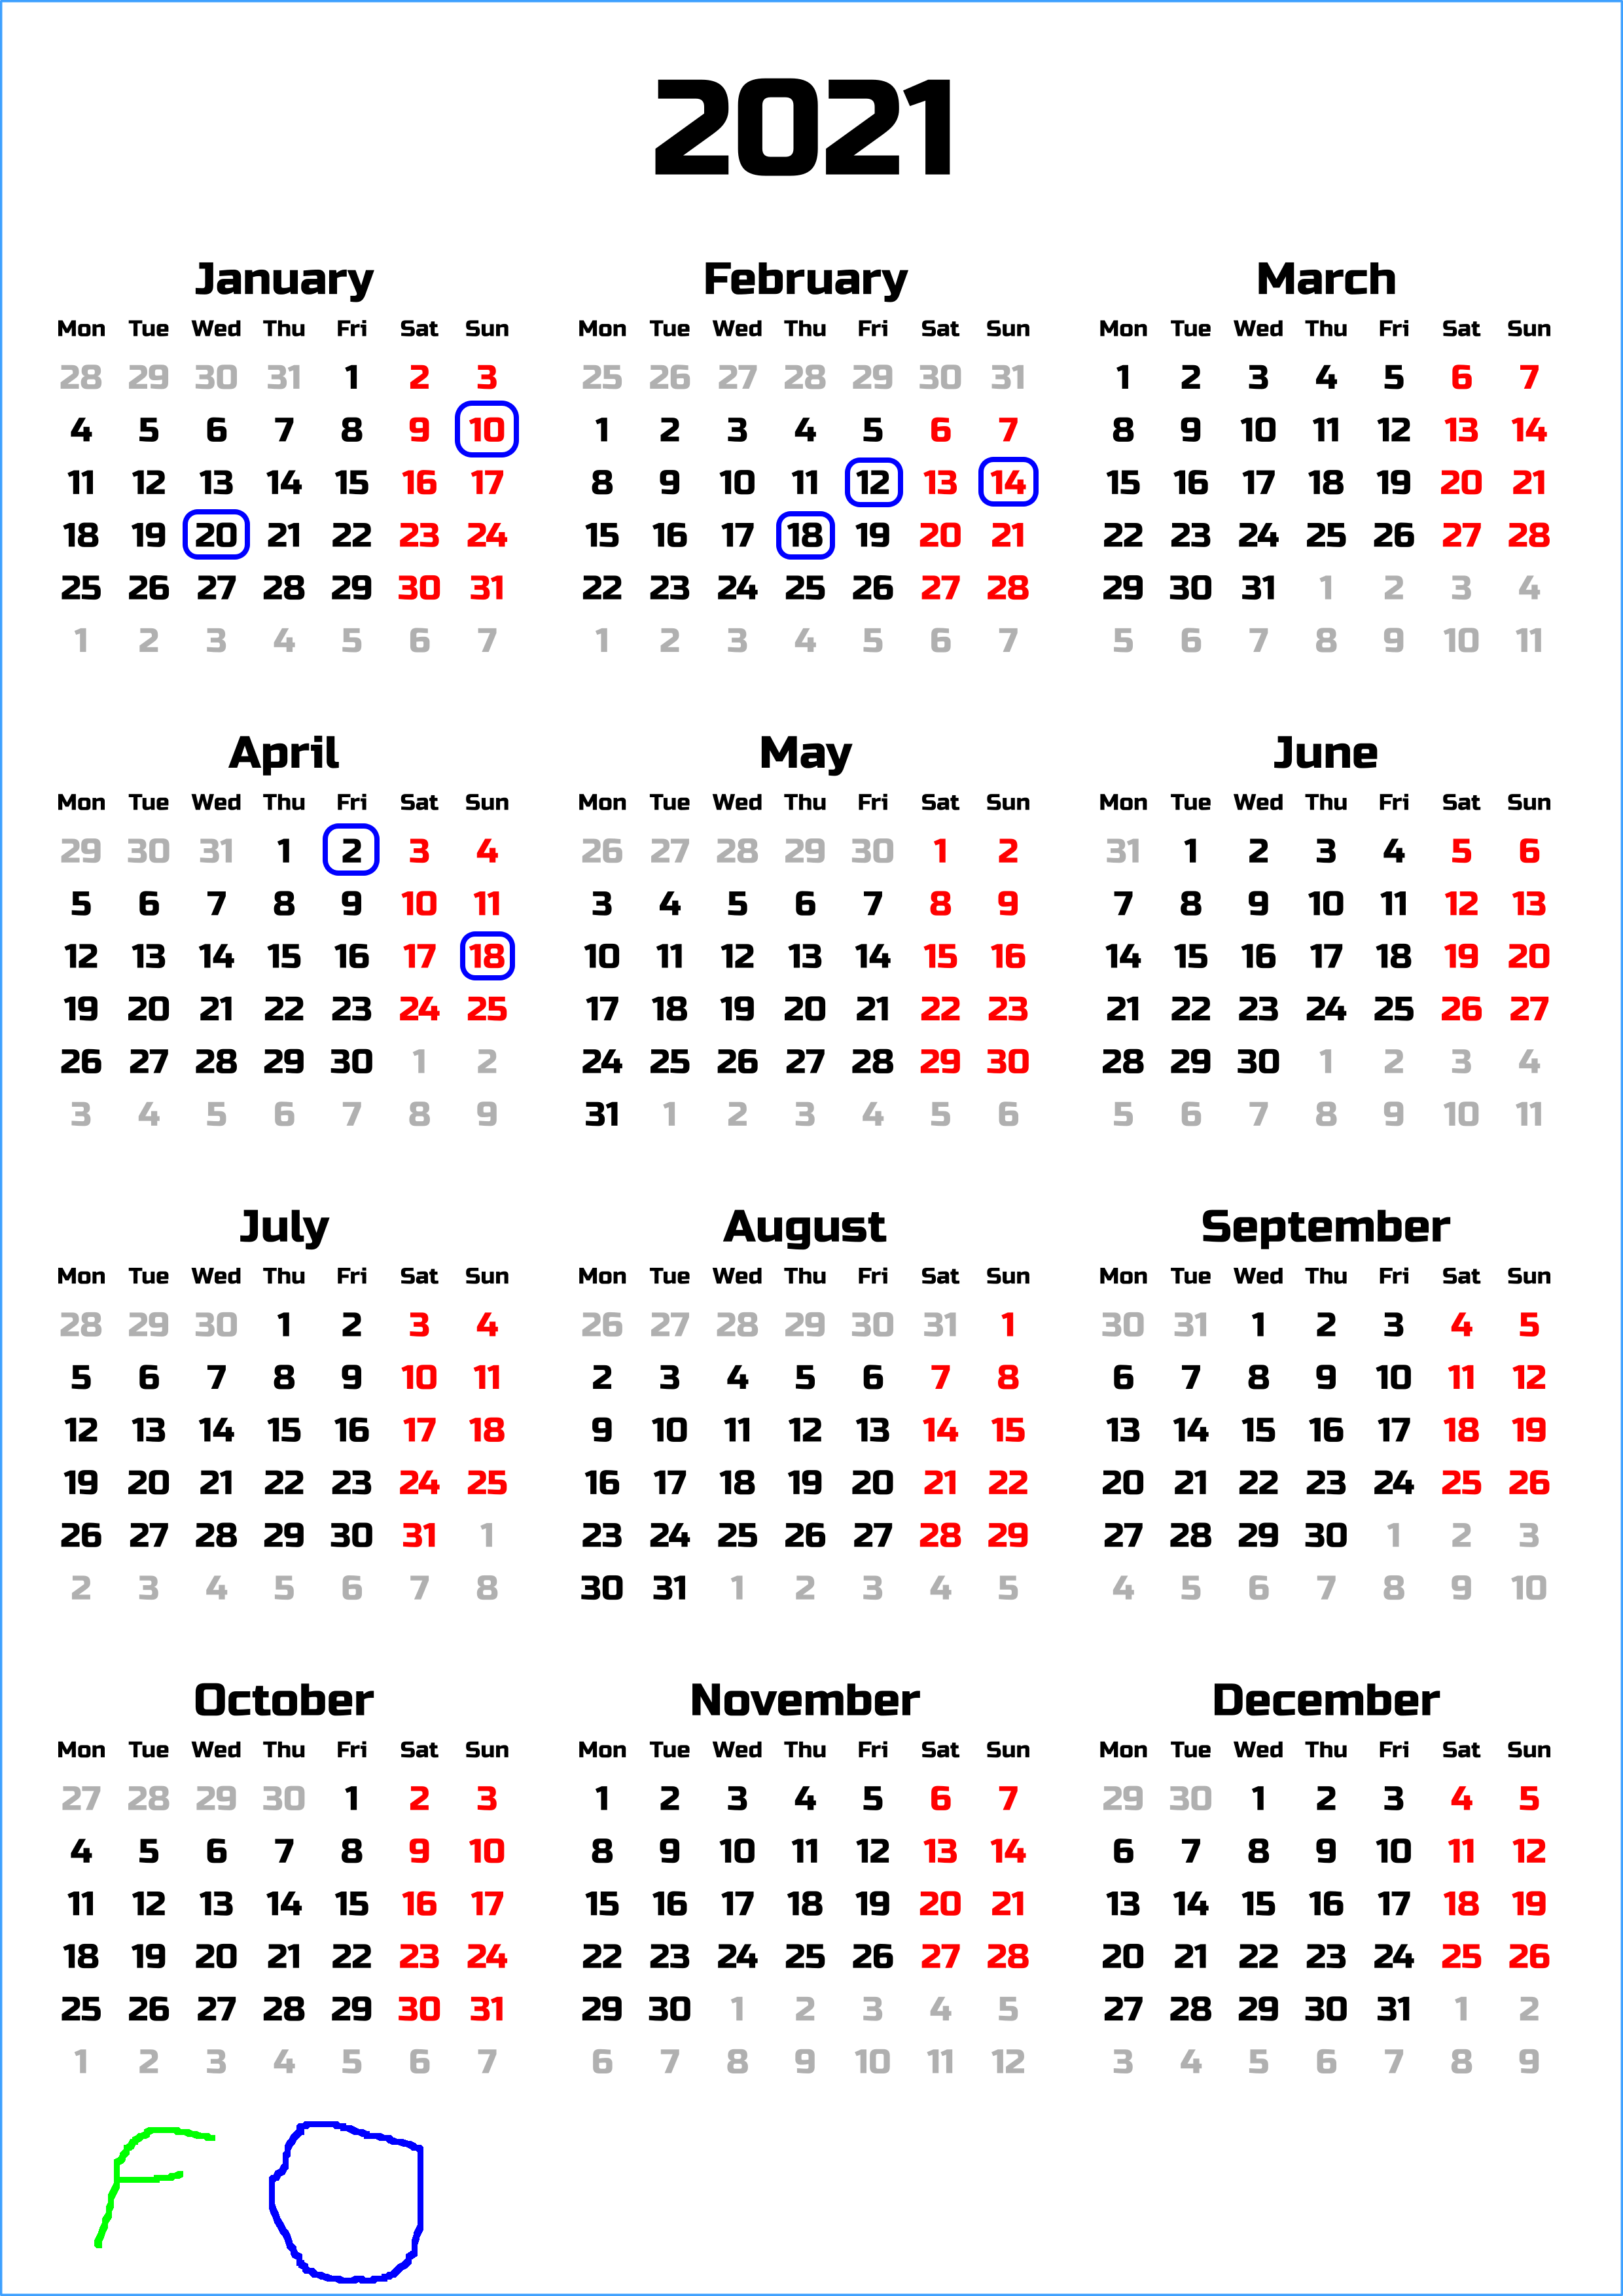 2021
January February March
Mon Tue Wed Thu Fri Sat Sun Mon Tue Wed Thu Fri Sat Sun Mon Tue Wed Thu Fri Sat Sun
28 29 30 31 1 2 3 25 26 27 28 29 30 31 1 2 3 4 5 6 7
4 5 6 7 8 9 10 1 2 3 4 5 6 7 8 9 10 11 12 13 14
11 12 13 14 15 16 17 8 9 10 11 12 13 14 15 16 17 18 19 20 21
18 19 20 21 22 23 24 15 16 17 18 19 20 21 22 23 24 25 26 27 28
25 26 27 28 29 30 31 22 23 24 25 26 27 28 29 30 31 1 2 3 4
1 2 3 4 5 6 7 1 2 3 4 5 6 7 5 6 7 8 9 10 11
April May June
Mon Tue Wed Thu Fri Sat Sun Mon Tue Wed Thu Fri Sat Sun Mon Tue Wed Thu Fri Sat Sun
29 30 31 1 2 3 4 26 27 28 29 30 1 2 31 1 2 3 4 5 6
5 6 7 8 9 10 11 3 4 5 6 7 8 9 7 8 9 10 11 12 13
12 13 14 15 16 17 18 10 11 12 13 14 15 16 14 15 16 17 18 19 20
19 20 21 22 23 24 25 17 18 19 20 21 22 23 21 22 23 24 25 26 27
26 27 28 29 30 1 2 24 25 26 27 28 29 30 28 29 30 1 2 3 4
3 4 5 6 7 8 9 31 1 2 3 4 5 6 5 6 7 8 9 10 11
July August September
Mon Tue Wed Thu Fri Sat Sun Mon Tue Wed Thu Fri Sat Sun Mon Tue Wed Thu Fri Sat Sun
28 29 30 1 2 3 4 26 27 28 29 30 31 1 30 31 1 2 3 4 5
5 6 7 8 9 10 11 2 3 4 5 6 7 8 6 7 8 9 10 11 12
12 13 14 15 16 17 18 9 10 11 12 13 14 15 13 14 15 16 17 18 19
19 20 21 22 23 24 25 16 17 18 19 20 21 22 20 21 22 23 24 25 26
26 27 28 29 30 31 1 23 24 25 26 27 28 29 27 28 29 30 1 2 3
2 3 4 5 6 7 8 30 31 1 2 3 4 5 4 5 6 7 8 9 10
October November December
Mon Tue Wed Thu Fri Sat Sun Mon Tue Wed Thu Fri Sat Sun Mon Tue Wed Thu Fri Sat Sun
27 28 29 30 1 2 3 1 2 3 4 5 6 7 29 30 1 2 3 4 5
4 5 6 7 8 9 10 8 9 10 11 12 13 14 6 7 8 9 10 11 12
11 12 13 14 15 16 17 15 16 17 18 19 20 21 13 14 15 16 17 18 19
18 19 20 21 22 23 24 22 23 24 25 26 27 28 20 21 22 23 24 25 26
25 26 27 28 29 30 31 29 30 1 2 3 4 5 27 28 29 30 31 1 2
1 2 3 4 5 6 7 6 7 8 9 10 11 12 3 4 5 6 7 8 9
F